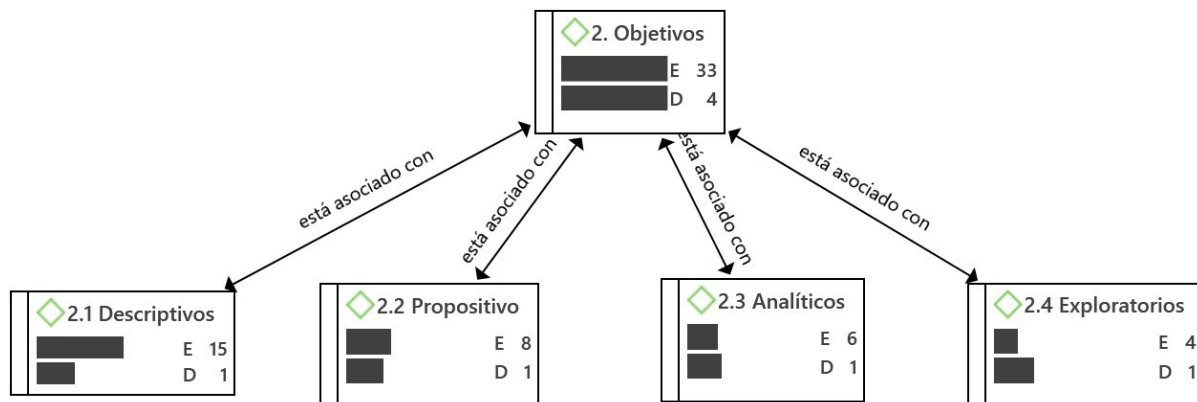 2. Objetivos
E 33
D 4
está asociado con
está asociado con
está asociado con
está asociado con
2.1 Descriptivos
E 15
D 1
2.2 Propositivo
E 8
D 1
2.3 Analíticos
E 6
D 1
2.4 Exploratorios
E 4
D 1